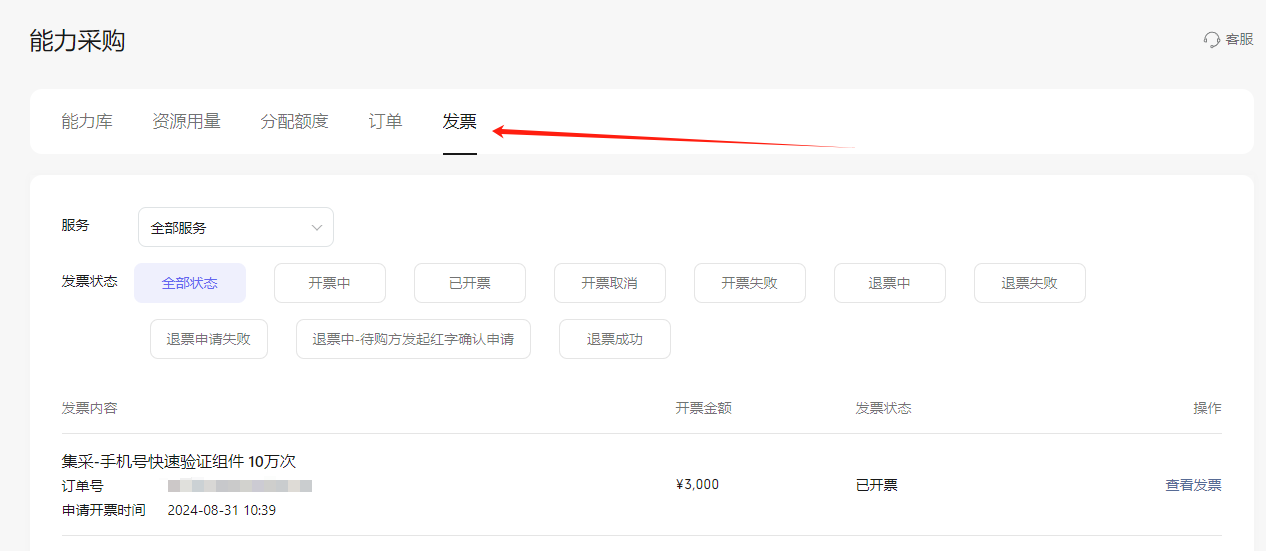 能力采购
客服
能力库 资源用量 分配额度 订单 发票
服务 全部服务
发票状态 全部状态 开票中 已开票 开票取消 开票失败 退票中 退票失败
退票申请失败 退票中-待购方发起红字确认申请 退票成功
发票内容 开票金额 发票状态 操作
集采-手机号快速验证组件 10万次
订单号
¥3,000 已开票 查看发票
申请开票时间 2024-08-31 10:39